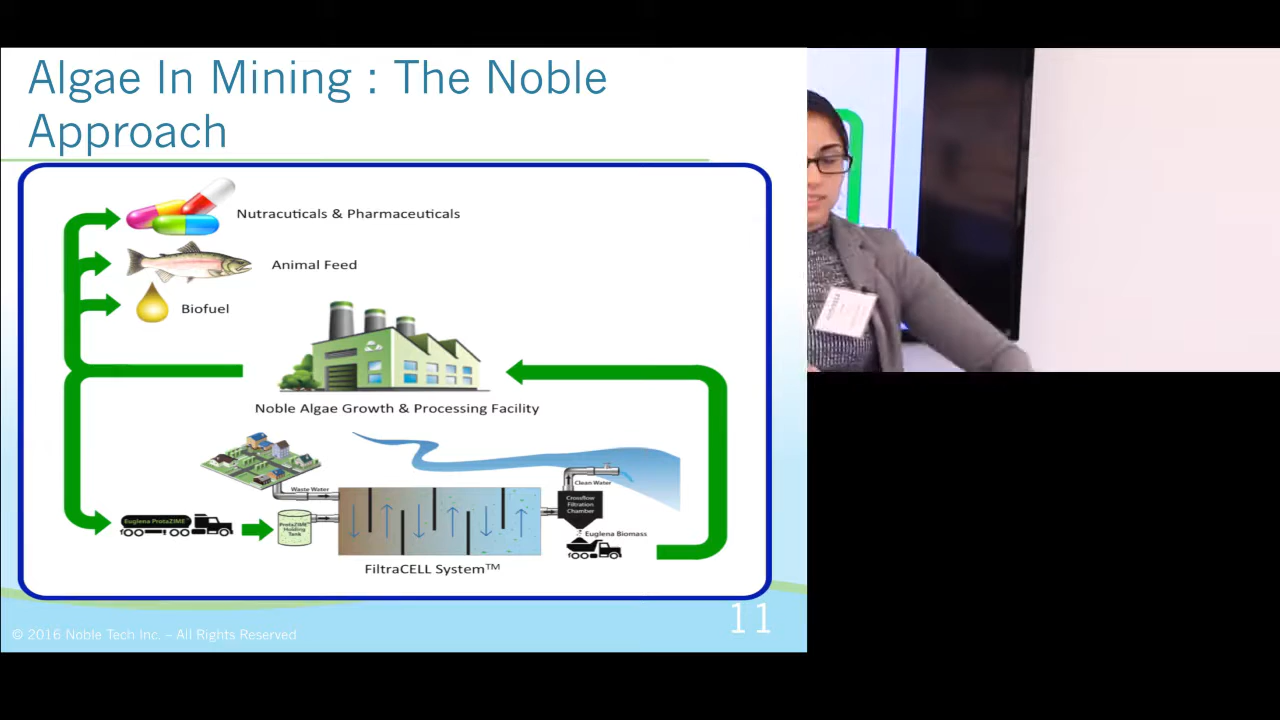 Algae In Mining : The Noble
Approach
Nutracuticals & Pharmaceuticals
Animal Feed
Biofuel
Noble Algae Growth & Processing Facility
Waste Water
Clean Water
Crossflow
Filtration
Chamber
Euglena ProtaZIME
ProtaZIME
Holding
Tank
Euglena Biomass
FiltraCELL System™
© 2016 Noble Tech Inc. – All Rights Reserved
11